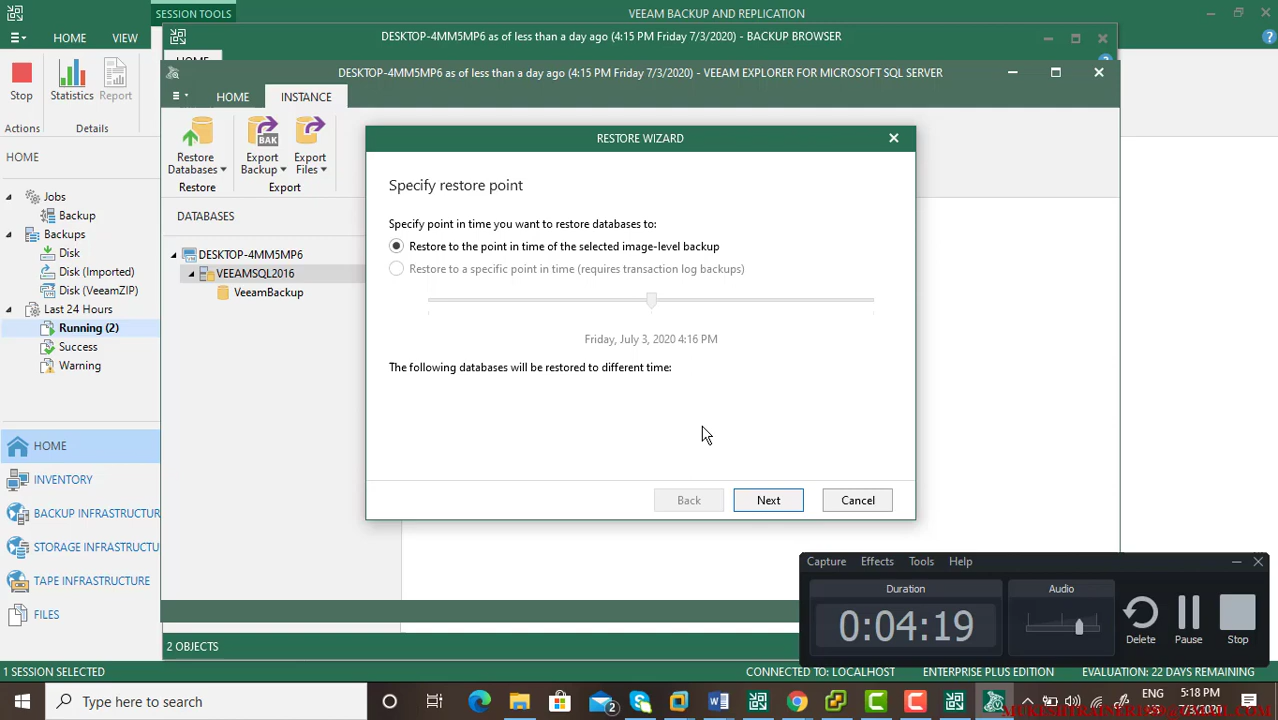 SESSION TOOLS
VEEAM BACKUP AND REPLICATION
HOME VIEW
DESKTOP-4MM5MP6 as of less than a day ago (4:15 PM Friday 7/3/2020) - BACKUP BROWSER
DESKTOP-4MM5MP6 as of less than a day ago (4:15 PM Friday 7/3/2020) - VEEAM EXPLORER FOR MICROSOFT SQL SERVER
HOME INSTANCE
Stop Statistics Report
Actions Details
Restore Databases
Export Backup
Export Files
BAK
Restore Export
HOME
Jobs
Backup
Backups
Disk
Disk (Imported)
Disk (VeeamZIP)
Last 24 Hours
Running (2)
Success
Warning
HOME
INVENTORY
BACKUP INFRASTRUCTUR
STORAGE INFRASTRUCTU
TAPE INFRASTRUCTURE
FILES
DATABASES
DESKTOP-4MM5MP6
VEEAMSQL2016
VeeamBackup
RESTORE WIZARD
Specify restore point
Specify point in time you want to restore databases to:
Restore to the point in time of the selected image-level backup
Restore to a specific point in time (requires transaction log backups)
Friday, July 3, 2020 4:16 PM
The following databases will be restored to different time:
Back Next Cancel
Capture Effects Tools Help
Duration Audio
0:04:19
Delete Pause Stop
2 OBJECTS
1 SESSION SELECTED
CONNECTED TO: LOCALHOST ENTERPRISE PLUS EDITION EVALUATION: 22 DAYS REMAINING
Type here to search
2
ENG
5:18 PM
7/3/2020